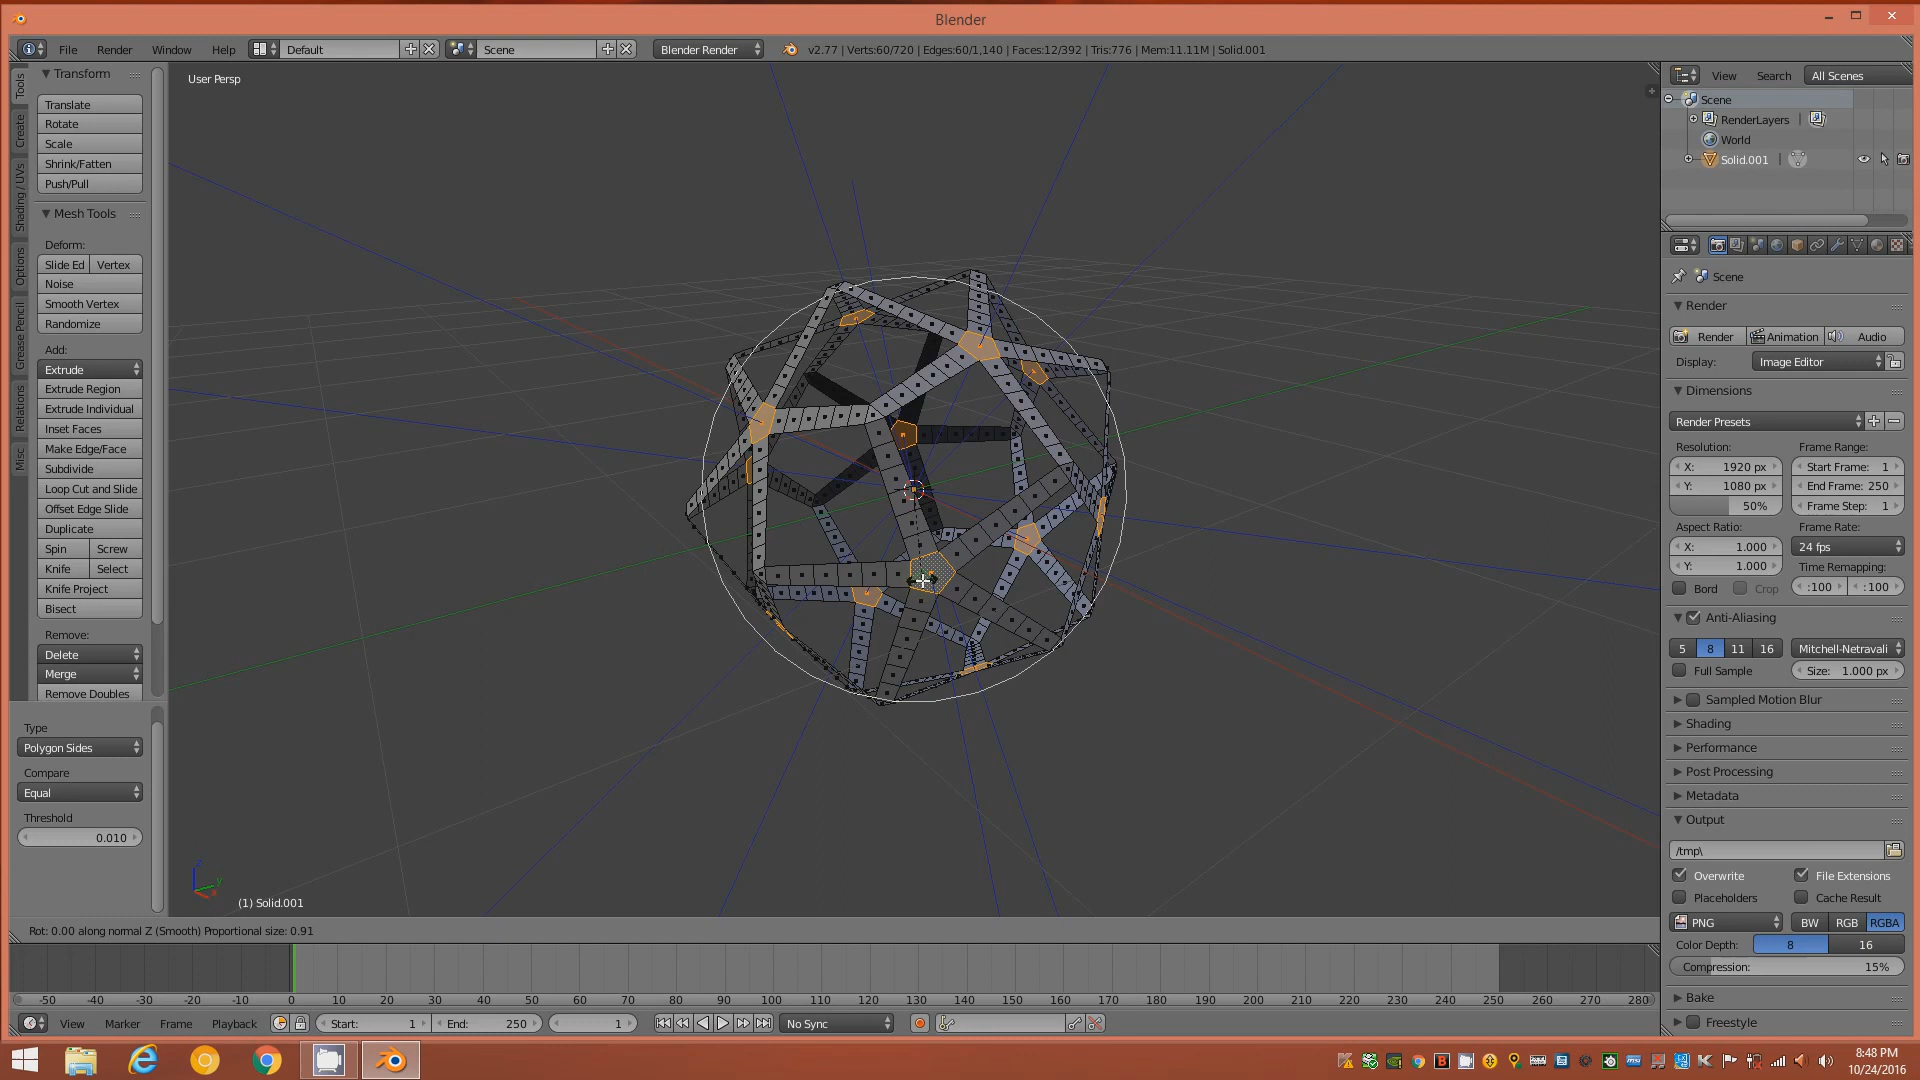 Blender
File
Render
Window
Help
Default
Scene
Blender Render
v2.77 | Verts:60/720 | Edges:60/1,140 | Faces:12/392 | Tris:776 | Mem:11.11M | Solid.001
Tools
Create
Shading / UVs
Options
Grease Pencil
Relations
Misc
Transform
Translate
Rotate
Scale
Shrink/Fatten
Push/Pull
Mesh Tools
Deform:
Slide Ed
Vertex
Noise
Smooth Vertex
Randomize
Add:
Extrude
Extrude Region
Extrude Individual
Inset Faces
Make Edge/Face
Subdivide
Loop Cut and Slide
Offset Edge Slide
Duplicate
Spin
Screw
Knife
Select
Knife Project
Bisect
Remove:
Delete
Merge
Remove Doubles
Type
Polygon Sides
Compare
Equal
Threshold
0.010
User Persp
(1) Solid.001
Rot: 0.00 along normal Z (Smooth) Proportional size: 0.91
View
Search
All Scenes
Scene
RenderLayers
World
Solid.001
Scene
Render
Render
Animation
Audio
Display:
Image Editor
Dimensions
Render Presets
Resolution:
Frame Range:
X: 1920 px
Start Frame: 1
Y: 1080 px
End Frame: 250
50%
Frame Step: 1
Aspect Ratio:
Frame Rate:
X: 1.000
24 fps
Y: 1.000
Time Remapping:
Bord
Crop
:100
:100
Anti-Aliasing
5
8
11
16
Mitchell-Netravali
Full Sample
Size: 1.000 px
Sampled Motion Blur
Shading
Performance
Post Processing
Metadata
Output
/tmp\
Overwrite
File Extensions
Placeholders
Cache Result
PNG
BW
RGB
RGBA
Color Depth:
8
16
Compression: 15%
Bake
Freestyle
-50 -40 -30 -20 -10 0 10 20 30 40 50 60 70 80 90 100 110 120 130 140 150 160 170 180 190 200 210 220 230 240 250 260 270 280
View
Marker
Frame
Playback
Start: 1
End: 250
1
No Sync
8:48 PM
10/24/2016